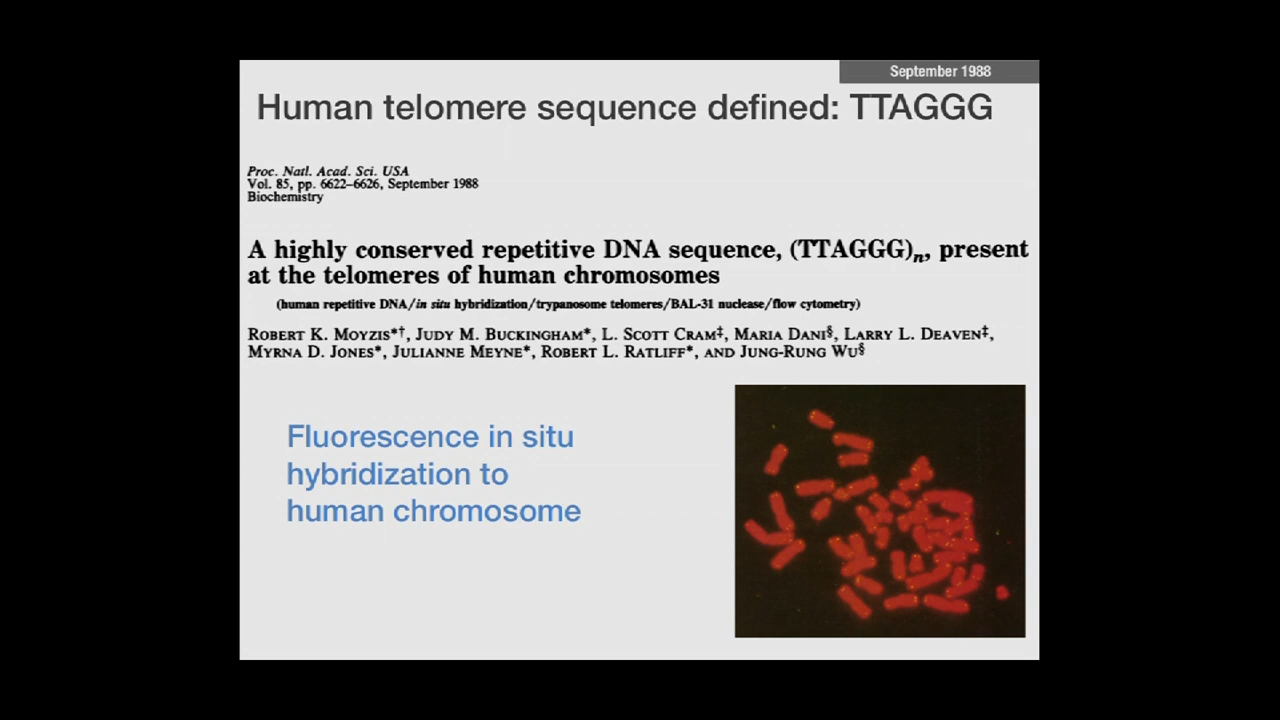 September 1988
Human telomere sequence defined: TTAGGG
Proc. Natl. Acad. Sci. USA
Vol. 85, pp. 6622–6626, September 1988
Biochemistry
A highly conserved repetitive DNA sequence, (TTAGGG)n, present
at the telomeres of human chromosomes
(human repetitive DNA/in situ hybridization/trypanosome telomeres/BAL-31 nuclease/flow cytometry)
ROBERT K. MOYZIS*†, JUDY M. BUCKINGHAM*, L. SCOTT CRAM‡, MARIA DANI§, LARRY L. DEAVEN‡,
MYRNA D. JONES*, JULIANNE MEYNE*, ROBERT L. RATLIFF*, AND JUNG-RUNG WU§
Fluorescence in situ
hybridization to
human chromosome